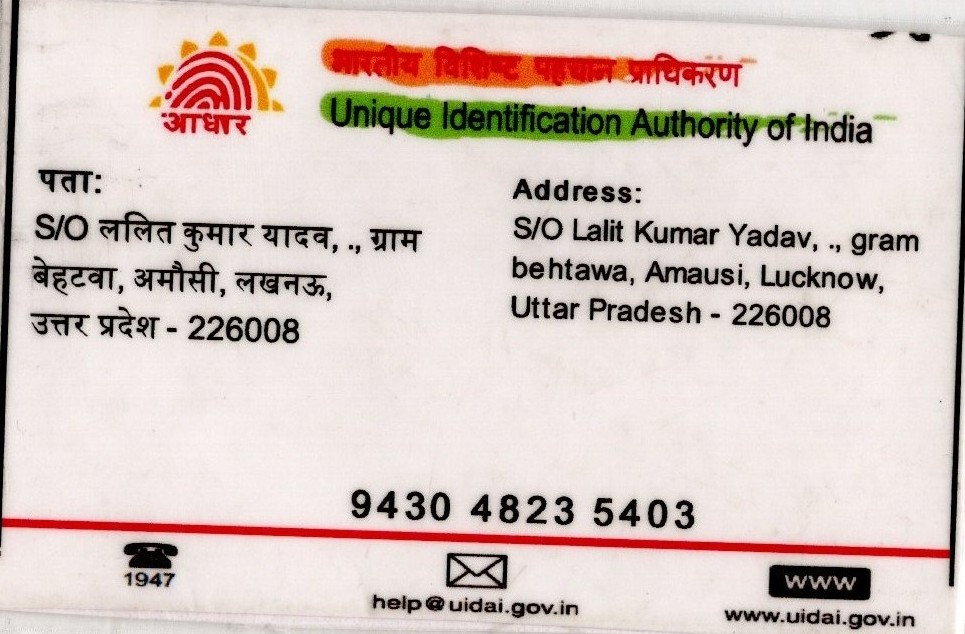 भारतीय विशिष्ट पहचान प्राधिकरण
Unique Identification Authority of India
आधार
पता:
S/O ललित कुमार यादव, ., ग्राम
बेहटवा, अमौसी, लखनऊ,
उत्तर प्रदेश - 226008
Address:
S/O Lalit Kumar Yadav, ., gram
behtawa, Amausi, Lucknow,
Uttar Pradesh - 226008
9430 4823 5403
1947
help@uidai.gov.in
www
www.uidai.gov.in